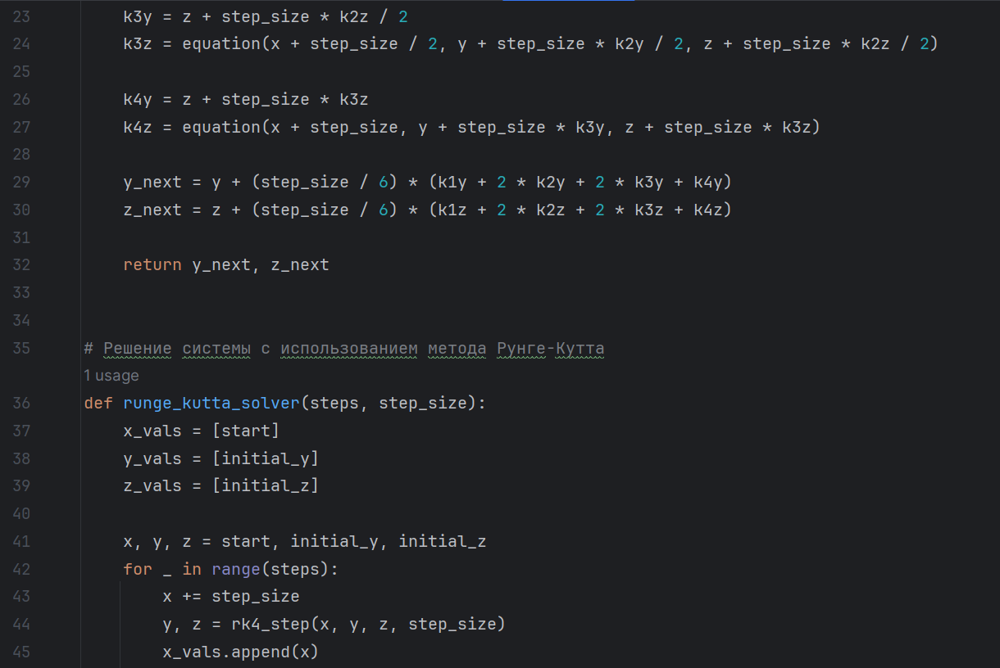 23 k3y = z + step_size * k2z / 2
24 k3z = equation(x + step_size / 2, y + step_size * k2y / 2, z + step_size * k2z / 2)
25
26 k4y = z + step_size * k3z
27 k4z = equation(x + step_size, y + step_size * k3y, z + step_size * k3z)
28
29 y_next = y + (step_size / 6) * (k1y + 2 * k2y + 2 * k3y + k4y)
30 z_next = z + (step_size / 6) * (k1z + 2 * k2z + 2 * k3z + k4z)
31
32 return y_next, z_next
33
34
35 # Решение системы с использованием метода Рунге-Кутта
1 usage
36 def runge_kutta_solver(steps, step_size):
37 x_vals = [start]
38 y_vals = [initial_y]
39 z_vals = [initial_z]
40
41 x, y, z = start, initial_y, initial_z
42 for _ in range(steps):
43 x += step_size
44 y, z = rk4_step(x, y, z, step_size)
45 x_vals.append(x)